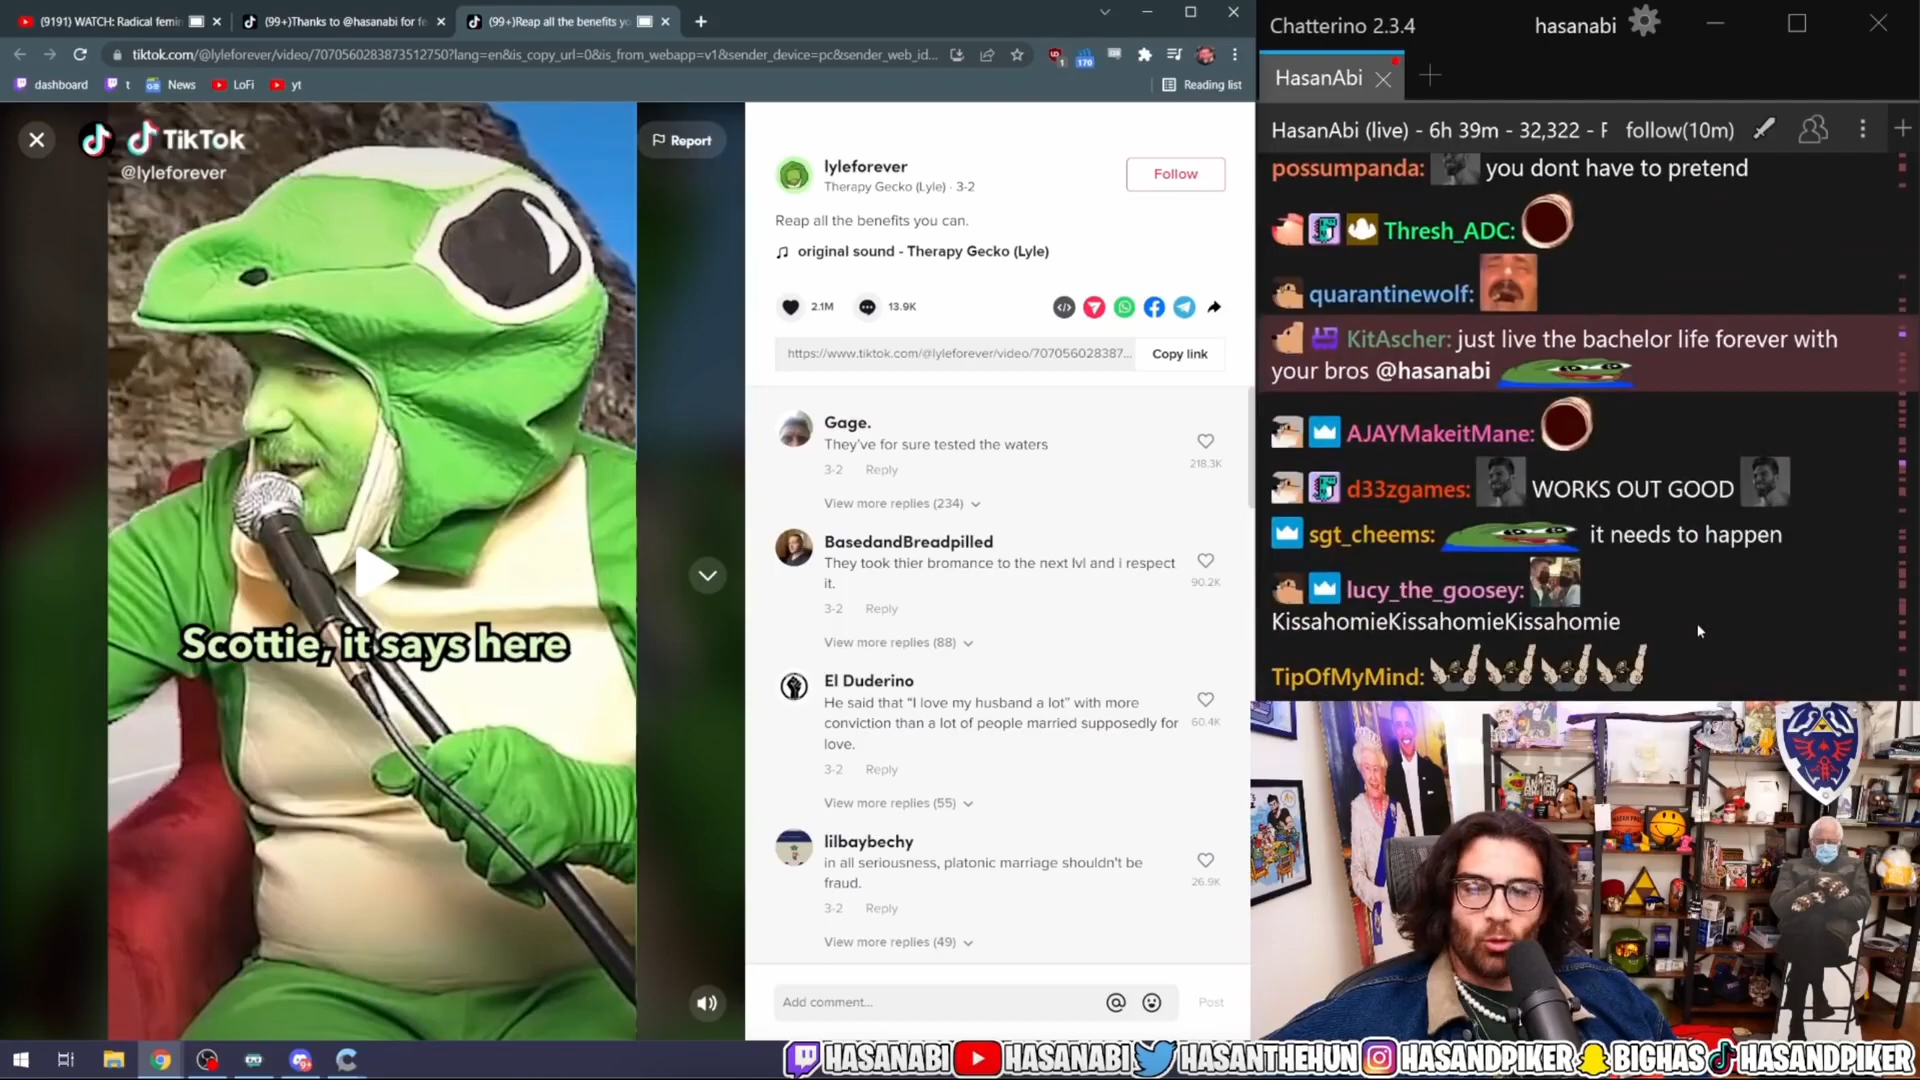 (9191) WATCH: Radical femin
(99+)Thanks to @hasanabi for fe
(99+)Reap all the benefits yo
tiktok.com/@lyleforever/video/7070560283873512750?lang=en&is_copy_url=0&is_from_webapp=v1&sender_device=pc&sender_web_id...
1
170
dashboard
t
News
LoFi
yt
Reading list
TikTok
@lyleforever
Report
Scottie, it says here
lyleforever
Therapy Gecko (Lyle) · 3-2
Follow
Reap all the benefits you can.
original sound - Therapy Gecko (Lyle)
2.1M
13.9K
https://www.tiktok.com/@lyleforever/video/707056028387...
Copy link
Gage.
They've for sure tested the waters
218.3K
3-2 Reply
View more replies (234)
BasedandBreadpilled
They took thier bromance to the next lvl and i respect
it.
90.2K
3-2 Reply
View more replies (88)
El Duderino
He said that “I love my husband a lot” with more
conviction than a lot of people married supposedly for
love.
60.4K
3-2 Reply
View more replies (55)
lilbaybechy
in all seriousness, platonic marriage shouldn't be
fraud.
26.9K
3-2 Reply
View more replies (49)
Add comment...
Post
Chatterino 2.3.4
hasanabi
HasanAbi
HasanAbi (live) - 6h 39m - 32,322 - F
follow(10m)
possumpanda: you dont have to pretend
Thresh_ADC:
quarantinewolf:
KitAscher: just live the bachelor life forever with
your bros @hasanabi
AJAYMakeitMane:
d33zgames: WORKS OUT GOOD
sgt_cheems: it needs to happen
lucy_the_goosey:
KissahomieKissahomieKissahomie
TipOfMyMind:
HASANABI HASANABI HASANTHEHUN HASANDPIKER BIGHAS HASANDPIKER